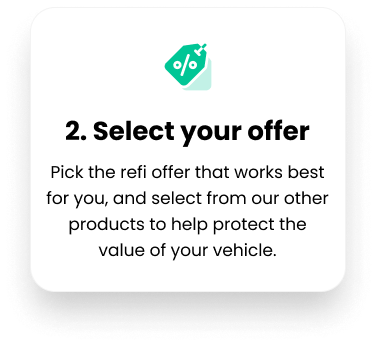 %
2. Select your offer
Pick the refi offer that works best
for you, and select from our other
products to help protect the
value of your vehicle.